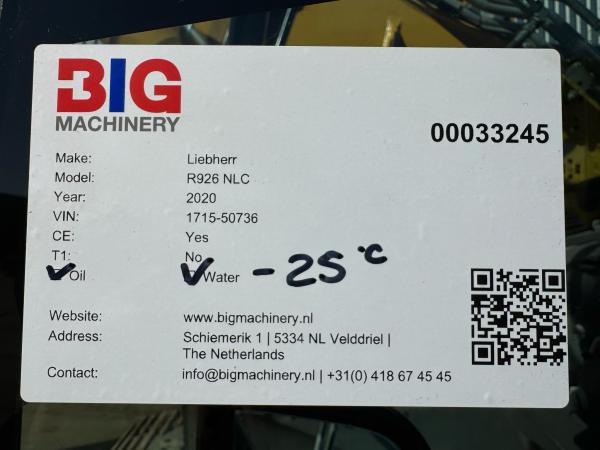 BIG
MACHINERY
00033245
Make: Liebherr
Model: R926 NLC
Year: 2020
VIN: 1715-50736
CE: Yes
T1: No
✓ Oil ✓ Water -25 °C
Website: www.bigmachinery.nl
Address: Schiemerik 1 | 5334 NL Velddriel |
The Netherlands
Contact: info@bigmachinery.nl | +31(0) 418 67 45 45